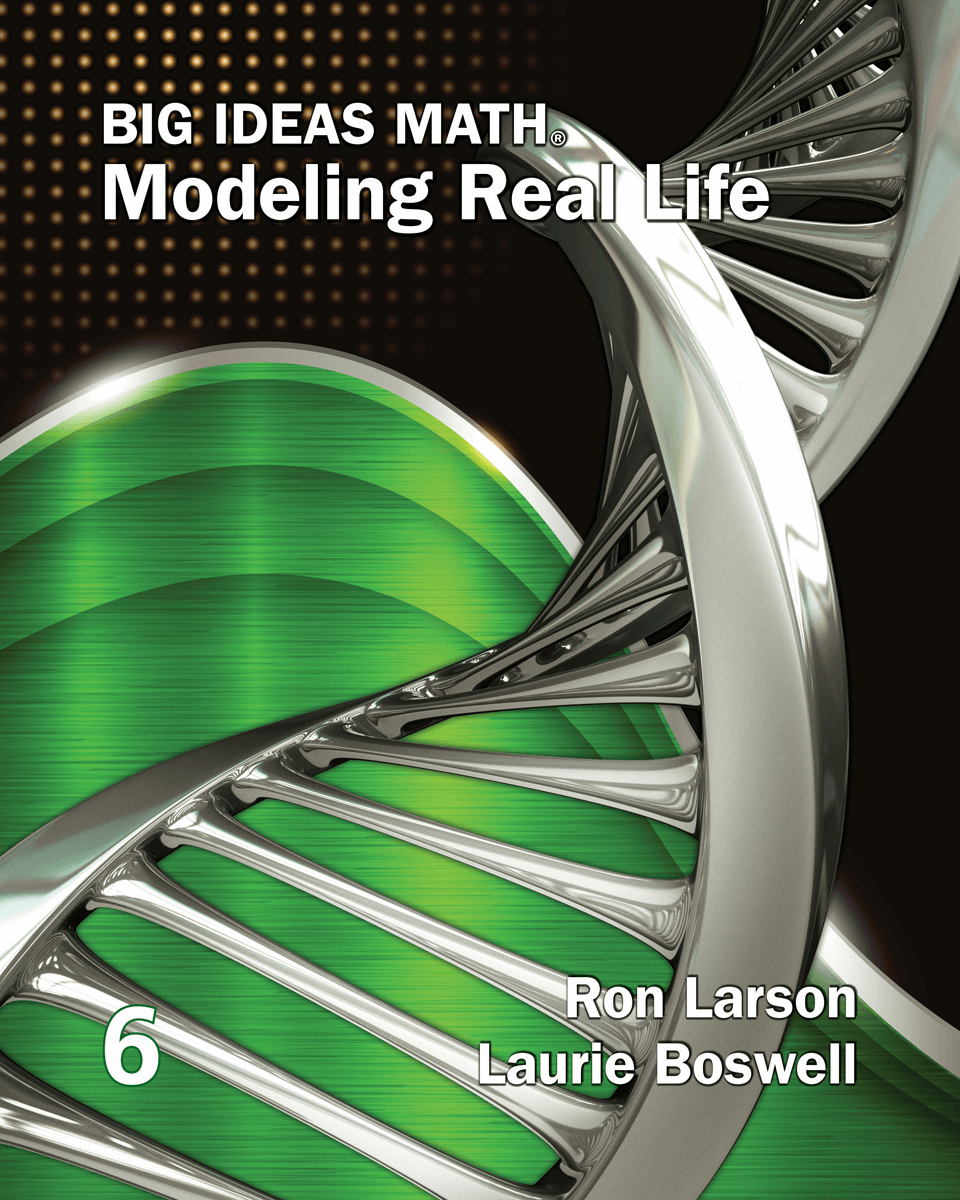 BIG IDEAS MATH®
Modeling Real Life
Ron Larson
6
Laurie Boswell